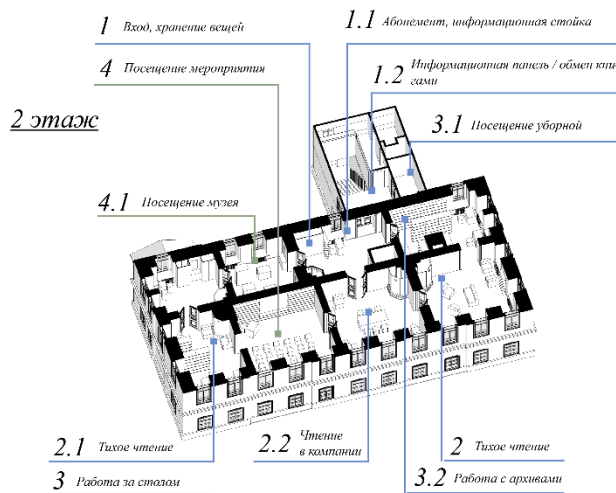 1 Вход, хранение вещей
1.1 Абонемент, информационная стойка
4 Посещение мероприятия
1.2 Информационная панель / обмен кни-
гами
2 этаж
3.1 Посещение уборной
4.1 Посещение музея
2.1 Тихое чтение
2.2 Чтение
в компании
2 Тихое чтение
3 Работа за столом
3.2 Работа с архивами